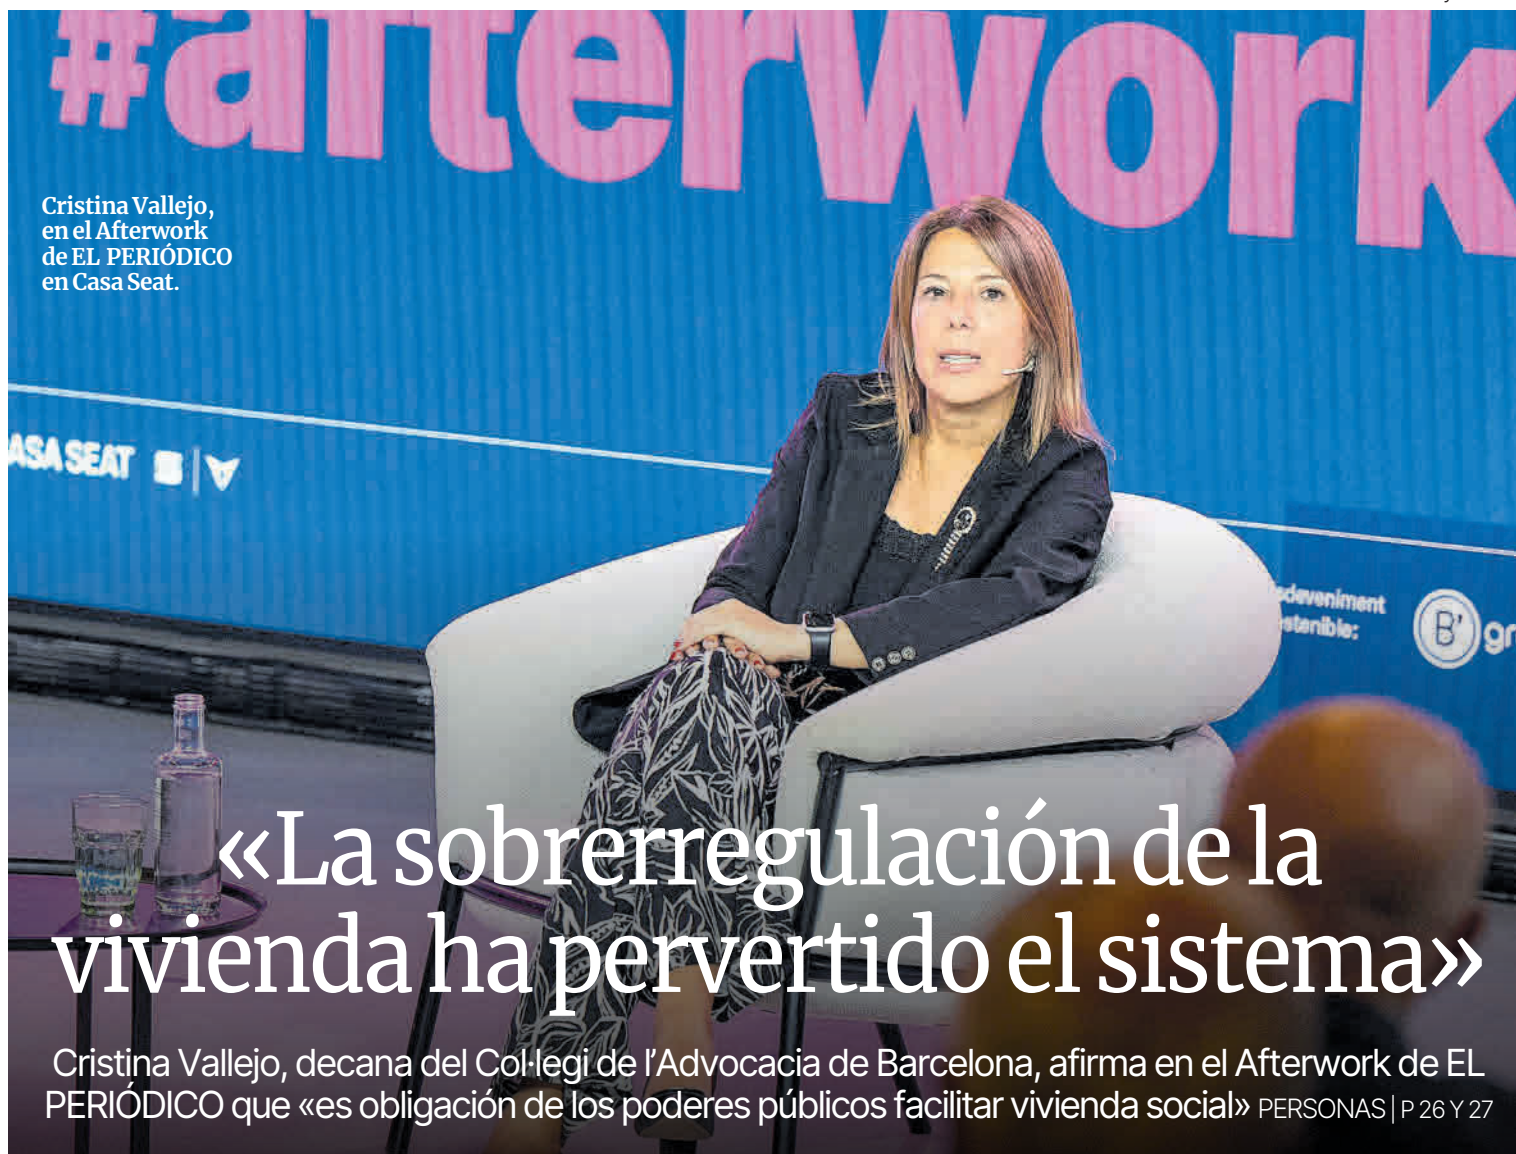 #afterwork
Cristina Vallejo,
en el Afterwork
de EL PERIÓDICO
en Casa Seat.
ASA SEAT
sdeveniment
stenible:
B' gr
«La sobrerregulación de la
vivienda ha pervertido el sistema»
Cristina Vallejo, decana del Col·legi de l’Advocacia de Barcelona, afirma en el Afterwork de EL
PERIÓDICO que «es obligación de los poderes públicos facilitar vivienda social» PERSONAS | P 26 Y 27